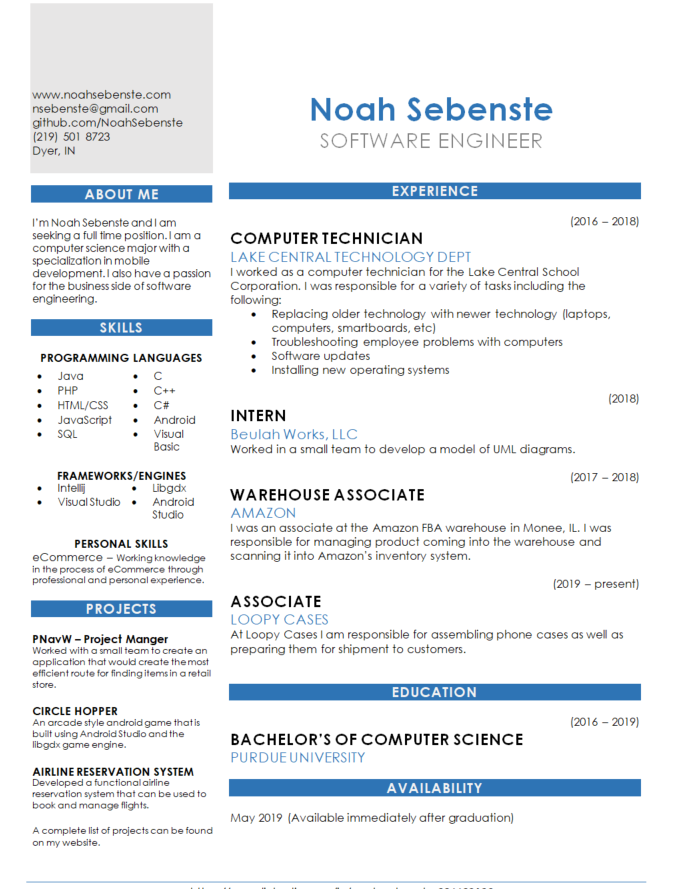 www.noahsebenste.com
nsebenste@gmail.com
github.com/NoahSebenste
(219) 501 8723
Dyer, IN
Noah Sebenste
SOFTWARE ENGINEER
ABOUT ME
I'm Noah Sebenste and I am
seeking a full time position. I am a
computer science major with a
specialization in mobile
development. I also have a passion
for the business side of software
engineering.
SKILLS
PROGRAMMING LANGUAGES
• Java
• PHP
• HTML/CSS
• JavaScript
• SQL
• C
• C++
• C#
• Android
• Visual
Basic
FRAMEWORKS/ENGINES
• Intellij
• Visual Studio
• Libgdx
• Android
Studio
PERSONAL SKILLS
eCommerce – Working knowledge
in the process of eCommerce through
professional and personal experience.
PROJECTS
PNavW – Project Manger
Worked with a small team to create an
application that would create the most
efficient route for finding items in a retail
store.
CIRCLE HOPPER
An arcade style android game that is
built using Android Studio and the
libgdx game engine.
AIRLINE RESERVATION SYSTEM
Developed a functional airline
reservation system that can be used to
book and manage flights.
A complete list of projects can be found
on my website.
EXPERIENCE
(2016 – 2018)
COMPUTER TECHNICIAN
LAKE CENTRAL TECHNOLOGY DEPT
I worked as a computer technician for the Lake Central School
Corporation. I was responsible for a variety of tasks including the
following:
• Replacing older technology with newer technology (laptops,
computers, smartboards, etc)
• Troubleshooting employee problems with computers
• Software updates
• Installing new operating systems
(2018)
INTERN
Beulah Works, LLC
Worked in a small team to develop a model of UML diagrams.
(2017 – 2018)
WAREHOUSE ASSOCIATE
AMAZON
I was an associate at the Amazon FBA warehouse in Monee, IL. I was
responsible for managing product coming into the warehouse and
scanning it into Amazon's inventory system.
(2019 – present)
ASSOCIATE
LOOPY CASES
At Loopy Cases I am responsible for assembling phone cases as well as
preparing them for shipment to customers.
EDUCATION
(2016 – 2019)
BACHELOR'S OF COMPUTER SCIENCE
PURDUE UNIVERSITY
AVAILABILITY
May 2019 (Available immediately after graduation)